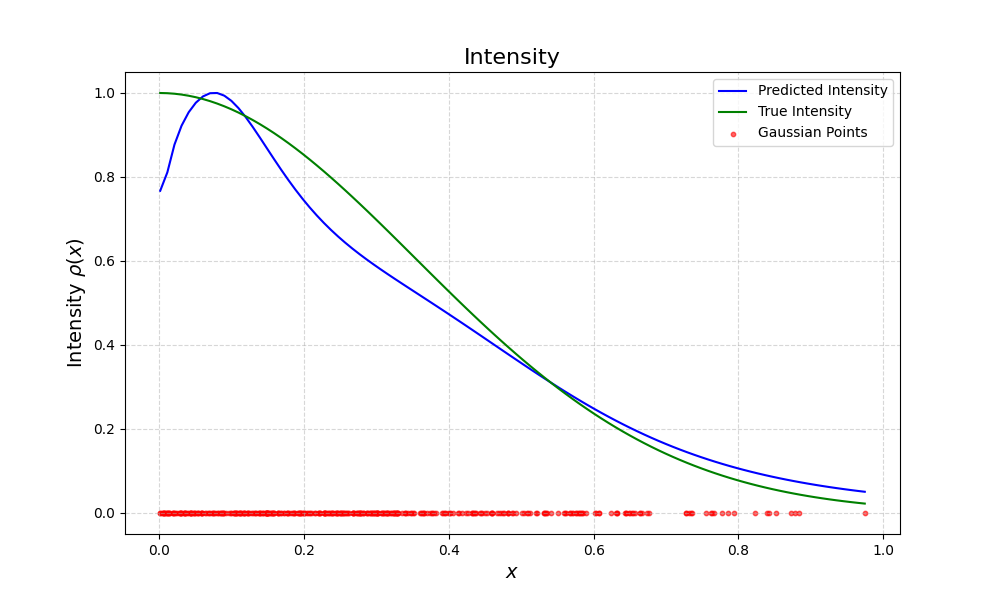 Intensity
Predicted Intensity
True Intensity
Gaussian Points
Intensity ρ(x)
1.0
0.8
0.6
0.4
0.2
0.0
0.0 0.2 0.4 0.6 0.8 1.0
x